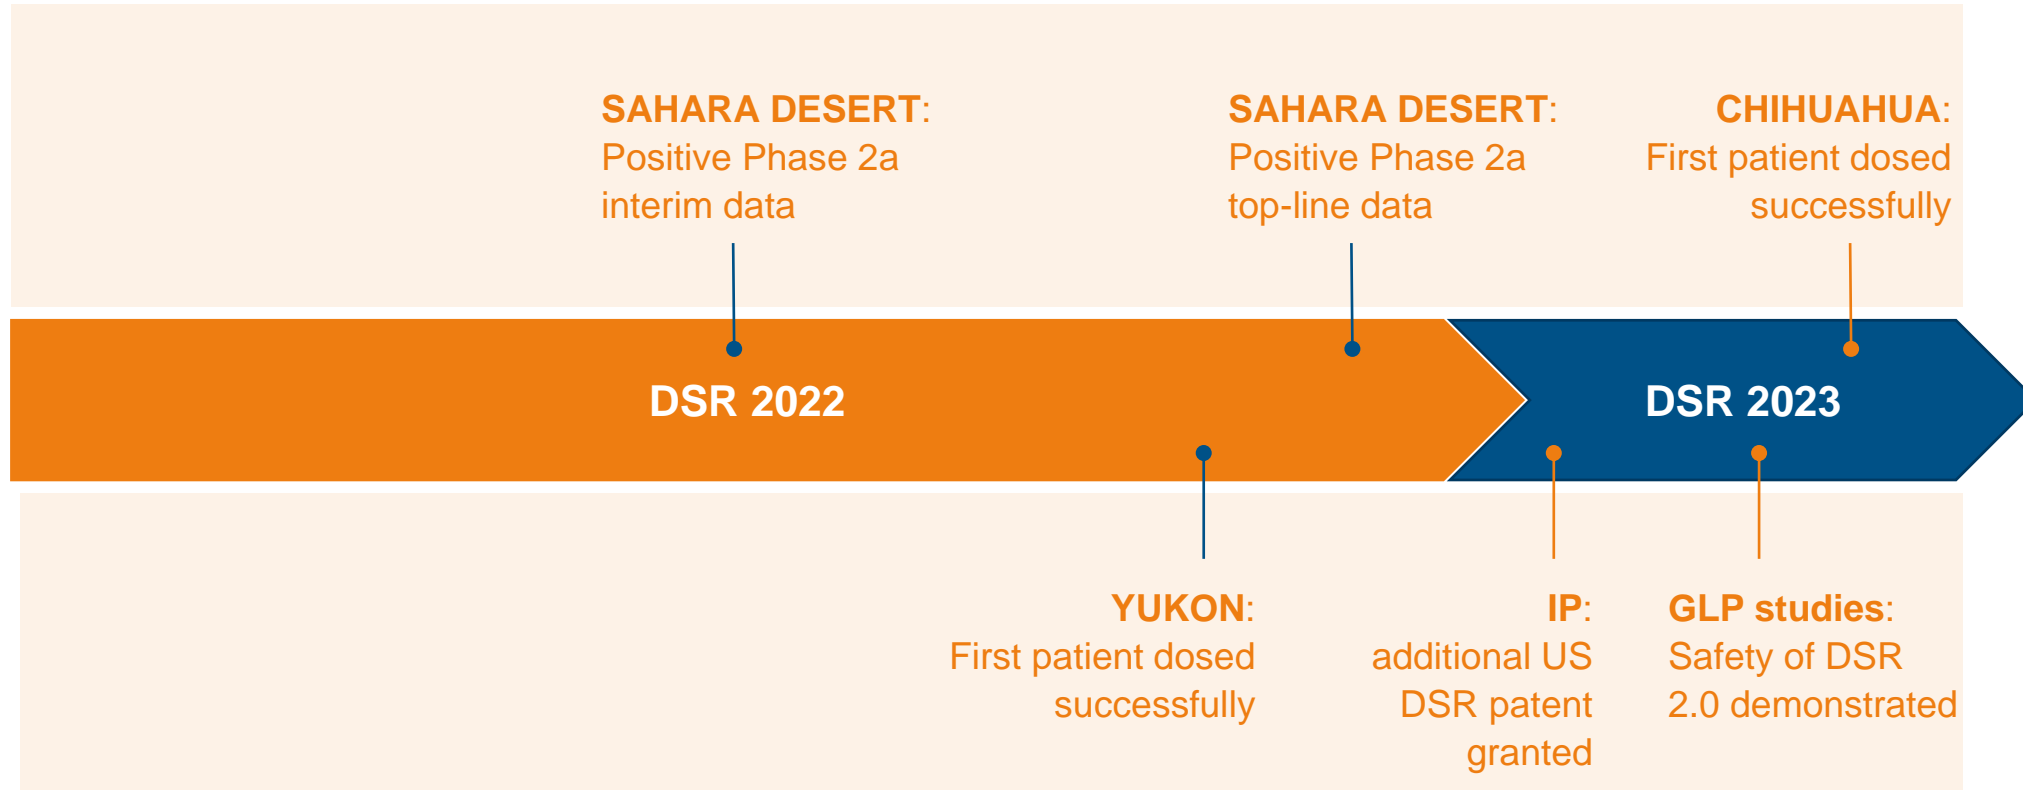 SAHARA DESERT:
Positive Phase 2a
interim data
SAHARA DESERT:
Positive Phase 2a
top-line data
CHIHUAHUA:
First patient dosed
successfully
DSR 2022
DSR 2023
YUKON:
First patient dosed
successfully
IP:
additional US
DSR patent
granted
GLP studies:
Safety of DSR
2.0 demonstrated